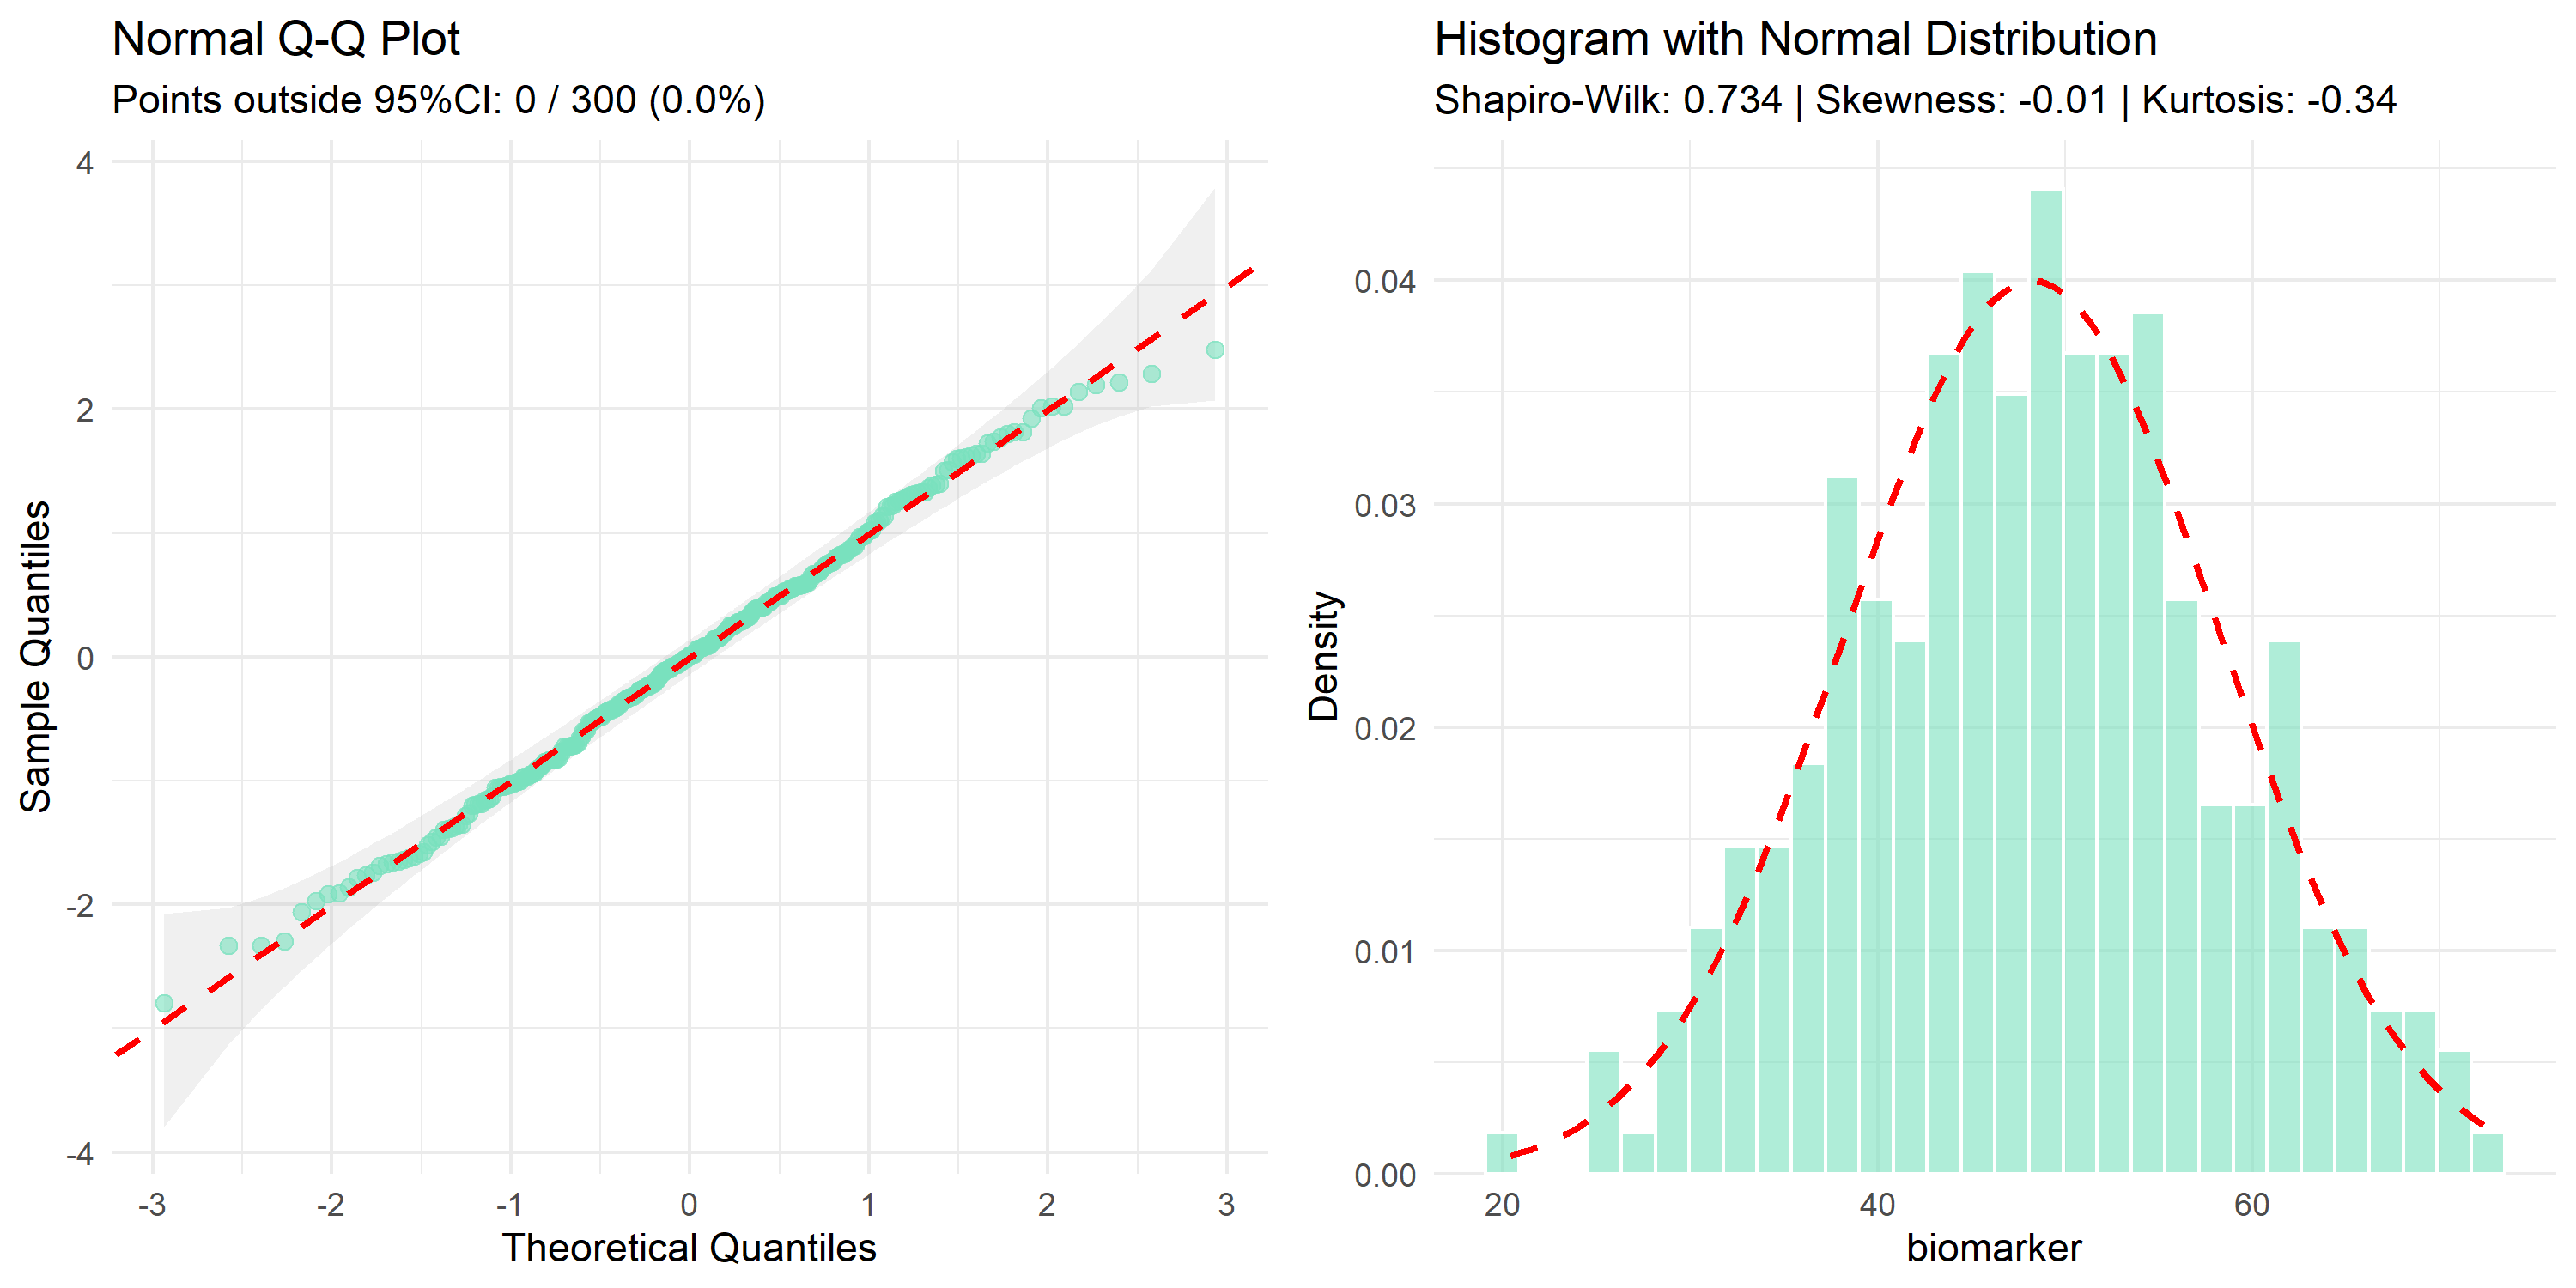 Normal Q-Q Plot
Points outside 95%CI: 0 / 300 (0.0%)
4
2
0
-2
-4
Sample Quantiles
-3 -2 -1 0 1 2 3
Theoretical Quantiles
Histogram with Normal Distribution
Shapiro-Wilk: 0.734 | Skewness: -0.01 | Kurtosis: -0.34
0.04
0.03
0.02
0.01
0.00
Density
20 40 60
biomarker